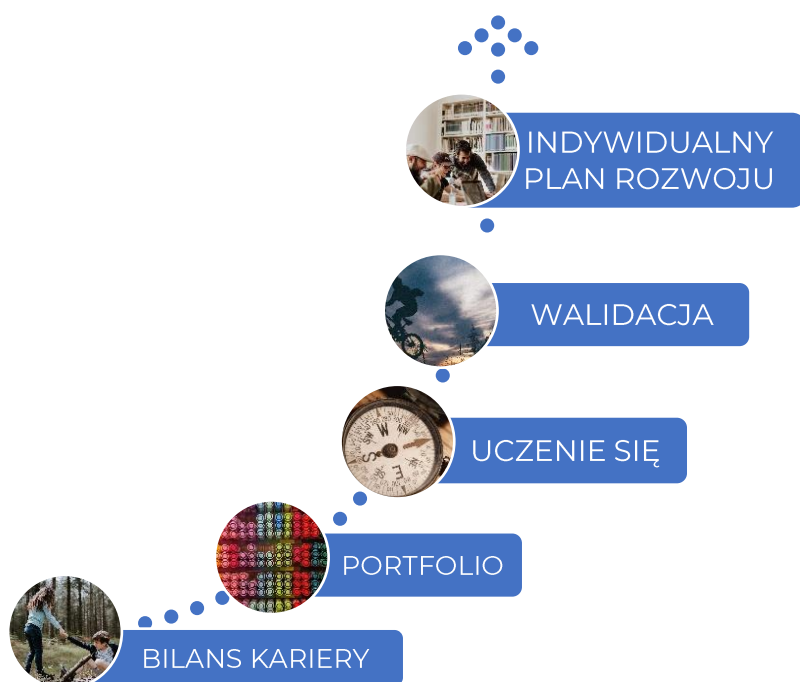 INDYWIDUALNY
PLAN ROZWOJU
WALIDACJA
UCZENIE SIĘ
PORTFOLIO
BILANS KARIERY